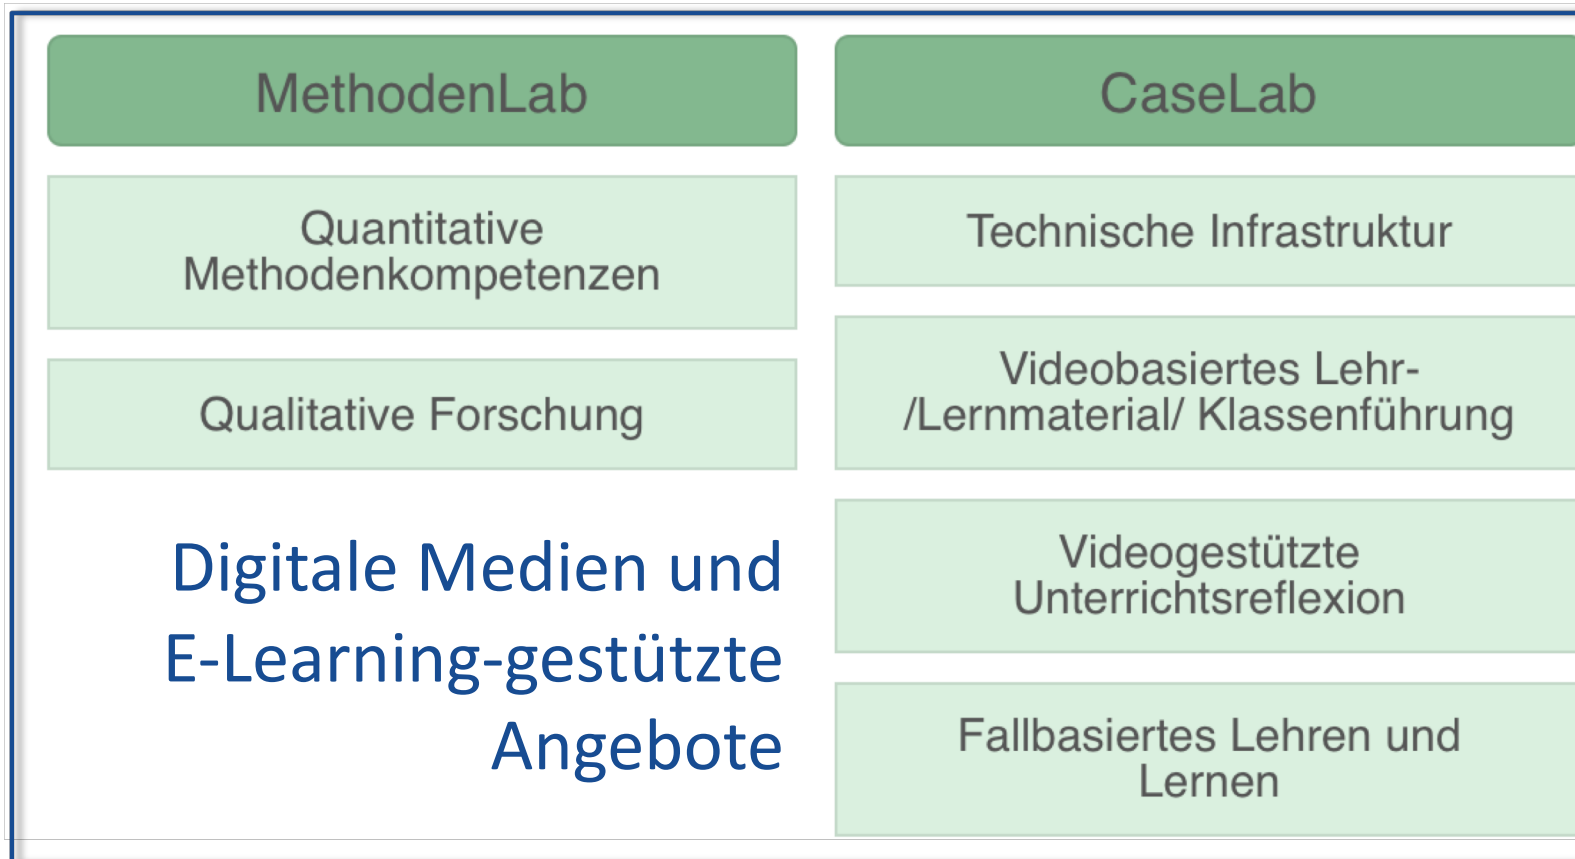 MethodenLab
Quantitative
Methodenkompetenzen
Qualitative Forschung
Digitale Medien und
E-Learning-gestützte
Angebote
CaseLab
Technische Infrastruktur
Videobasiertes Lehr-
/Lernmaterial/ Klassenführung
Videogestützte
Unterrichtsreflexion
Fallbasiertes Lehren und
Lernen